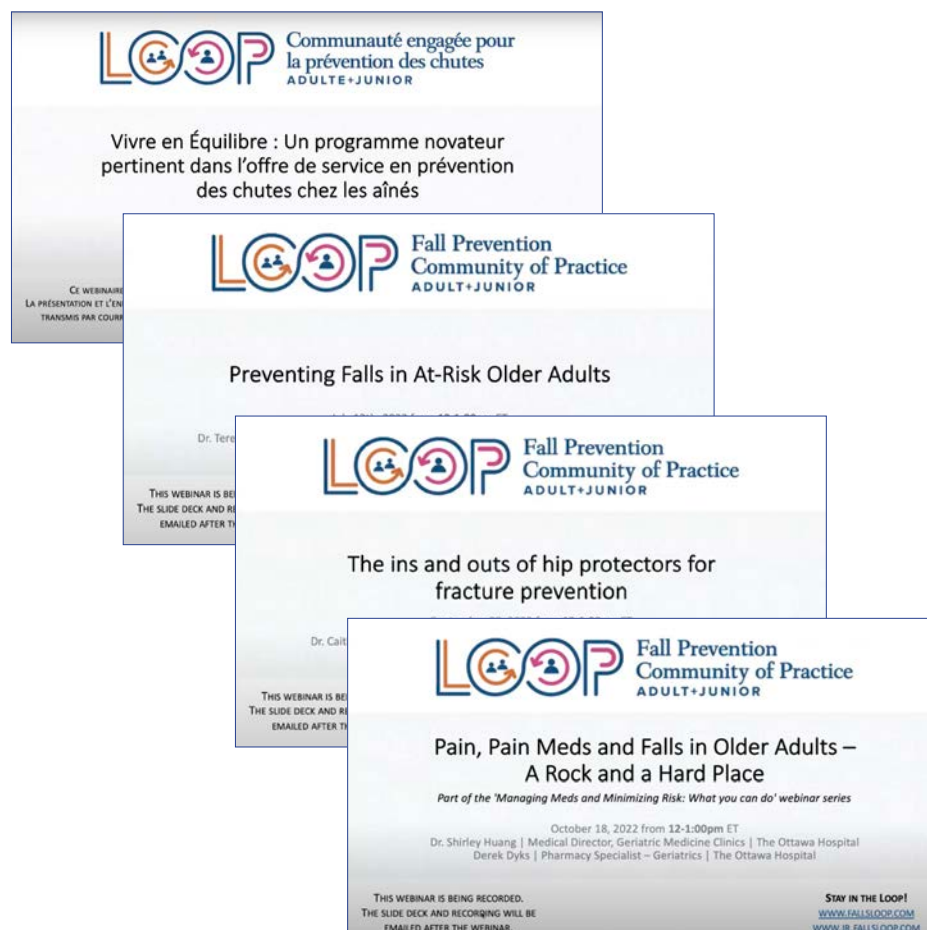 LOOP Communauté engagée pour
la prévention des chutes
ADULTE+JUNIOR
Vivre en Équilibre : Un programme novateur
pertinent dans l'offre de service en prévention
des chutes chez les aînés
CE WEBINAIRE
LA PRÉSENTATION ET L'EN
TRANSMIS PAR COURR
LOOP Fall Prevention
Community of Practice
ADULT+JUNIOR
Preventing Falls in At-Risk Older Adults
Dr. Tere
THIS WEBINAR IS BEI
THE SLIDE DECK AND RE
EMAILED AFTER TH
LOOP Fall Prevention
Community of Practice
ADULT+JUNIOR
The ins and outs of hip protectors for
fracture prevention
Dr. Cait
THIS WEBINAR IS BE
THE SLIDE DECK AND RE
EMAILED AFTER TH
LOOP Fall Prevention
Community of Practice
ADULT+JUNIOR
Pain, Pain Meds and Falls in Older Adults –
A Rock and a Hard Place
Part of the 'Managing Meds and Minimizing Risk: What you can do' webinar series
October 18, 2022 from 12-1:00pm ET
Dr. Shirley Huang | Medical Director, Geriatric Medicine Clinics | The Ottawa Hospital
Derek Dyks | Pharmacy Specialist – Geriatrics | The Ottawa Hospital
THIS WEBINAR IS BEING RECORDED.
THE SLIDE DECK AND RECORDING WILL BE
EMAILED AFTER THE WEBINAR.
STAY IN THE LOOP!
WWW.FALLSLOOP.COM
WWW.JR.FALLSLOOP.COM